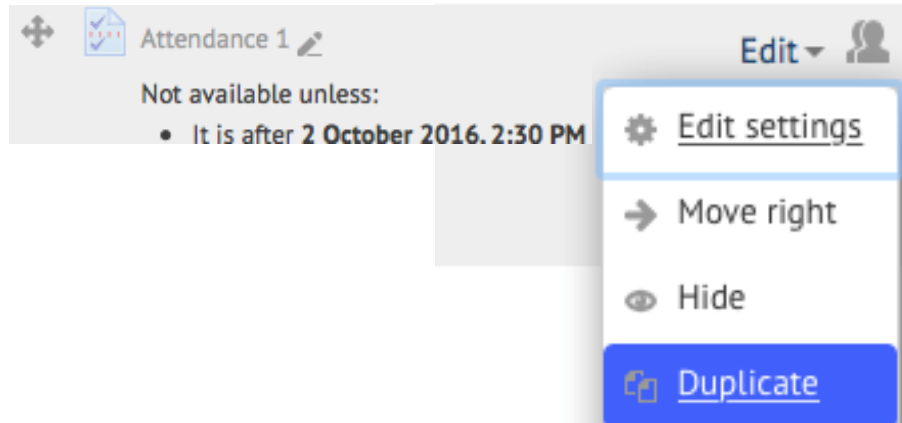 Attendance 1
Edit
Not available unless:
• It is after 2 October 2016, 2:30 PM
Edit settings
Move right
Hide
Duplicate